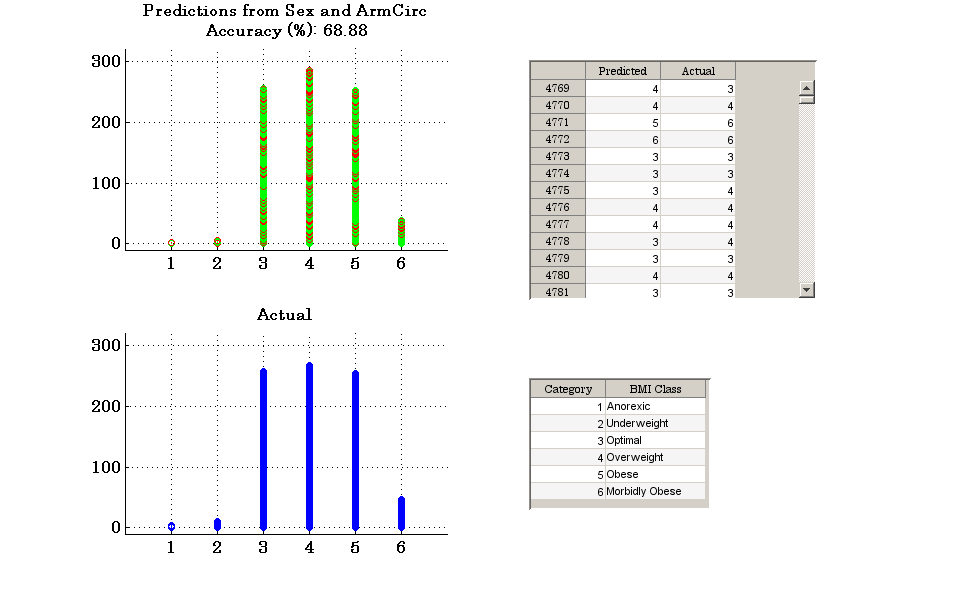 Predictions from Sex and ArmCirc
Accuracy (%): 68.88
300
200
100
0
1 2 3 4 5 6
Actual
300
200
100
0
1 2 3 4 5 6
Predicted Actual
4769 4 3
4770 4 4
4771 5 6
4772 6 6
4773 3 3
4774 3 3
4775 3 4
4776 4 4
4777 4 4
4778 3 4
4779 3 3
4780 4 4
4781 3 3
Category BMI Class
1 Anorexic
2 Underweight
3 Optimal
4 Overweight
5 Obese
6 Morbidly Obese